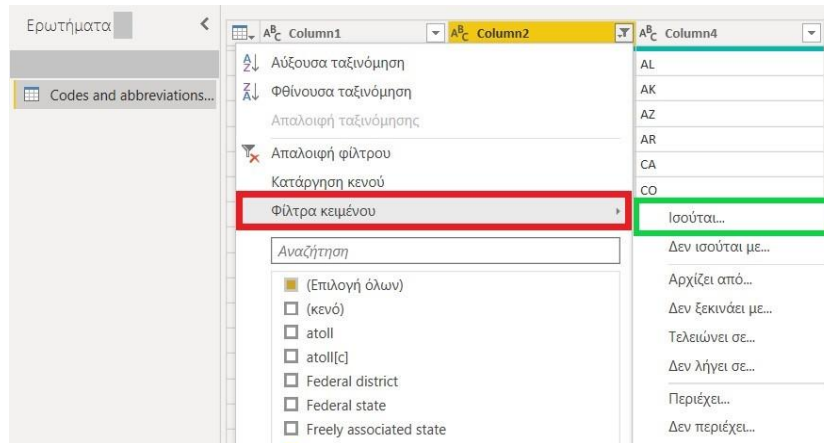 Ερωτήματα
Codes and abbreviations...
Column1
Column2
Column4
Αύξουσα ταξινόμηση
Φθίνουσα ταξινόμηση
Απαλοιφή ταξινόμησης
Απαλοιφή φίλτρου
Κατάργηση κενού
Φίλτρα κειμένου
Αναζήτηση
(Επιλογή όλων)
(κενό)
atoll
atoll[c]
Federal district
Federal state
Freely associated state
AL
AK
AZ
AR
CA
CO
Ισούται...
Δεν ισούται με...
Αρχίζει από...
Δεν ξεκινάει με...
Τελειώνει σε...
Δεν λήγει σε...
Περιέχει...
Δεν περιέχει...